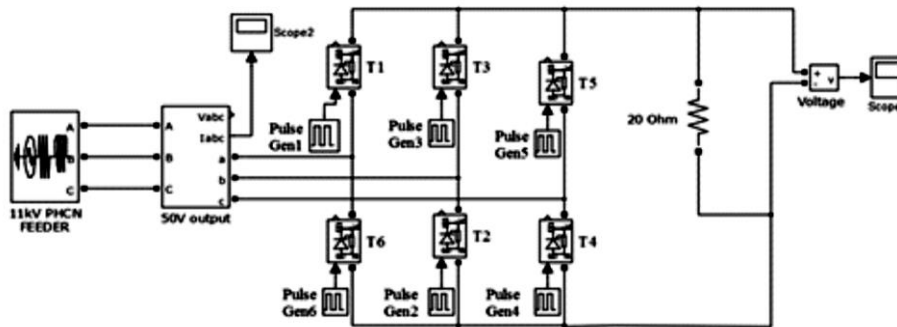 Scope2
T1
T3
T5
Vabc
Iabc
A
B
C
A
B
C
a
b
c
Pulse
Gen1
Pulse
Gen3
Pulse
Gen5
20 Ohm
+
-
v
Voltage
Scope
11kV PHCN
FEEDER
50V output
T6
T2
T4
Pulse
Gen6
Pulse
Gen2
Pulse
Gen4